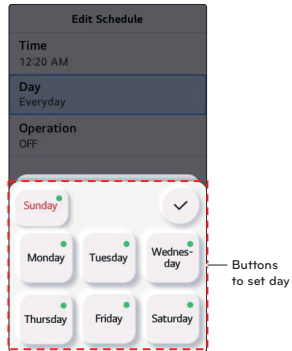 Edit Schedule
Time
12:20 AM
Day
Everyday
Operation
OFF
Sunday
Monday
Tuesday
Wednes-
day
Thursday
Friday
Saturday
Buttons
to set day